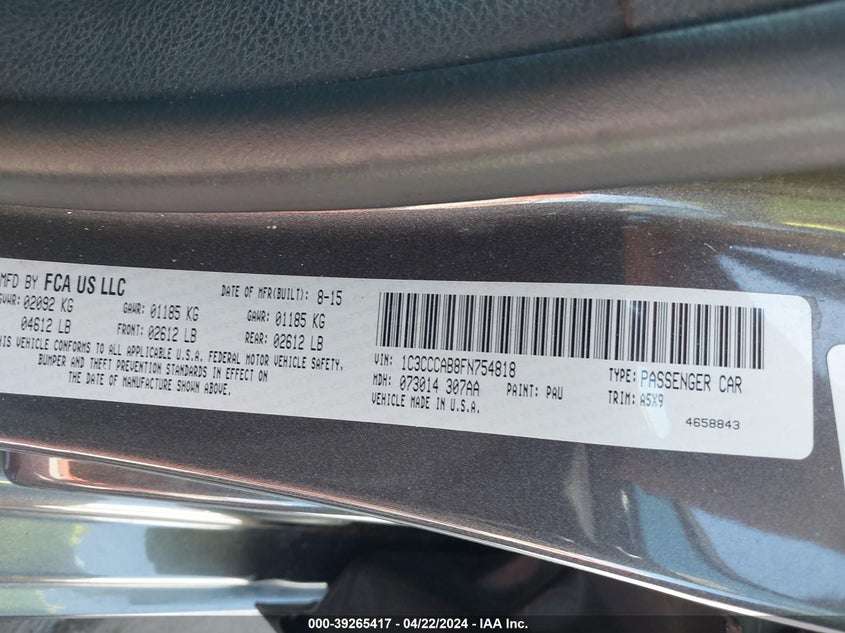 MFD BY FCA US LLC
DATE OF MFR(BUILT): 8-15
GVWR: 02092 KG GAWR: 01185 KG GAWR: 01185 KG
04612 LB FRONT: 02612 LB REAR: 02612 LB
THIS VEHICLE CONFORMS TO ALL APPLICABLE U.S.A. FEDERAL MOTOR VEHICLE SAFETY,
BUMPER AND THEFT PREVENTION STANDARDS IN EFFECT ON
THE DATE OF MANUFACTURE SHOWN ABOVE.
VIN: 1C3CCCAB8FN754818
TYPE: PASSENGER CAR
MDH: 073014 307AA PAINT: PAU
TRIM: A5X9
VEHICLE MADE IN U.S.A.
4658843
000-39265417 - 04/22/2024 - IAA Inc.